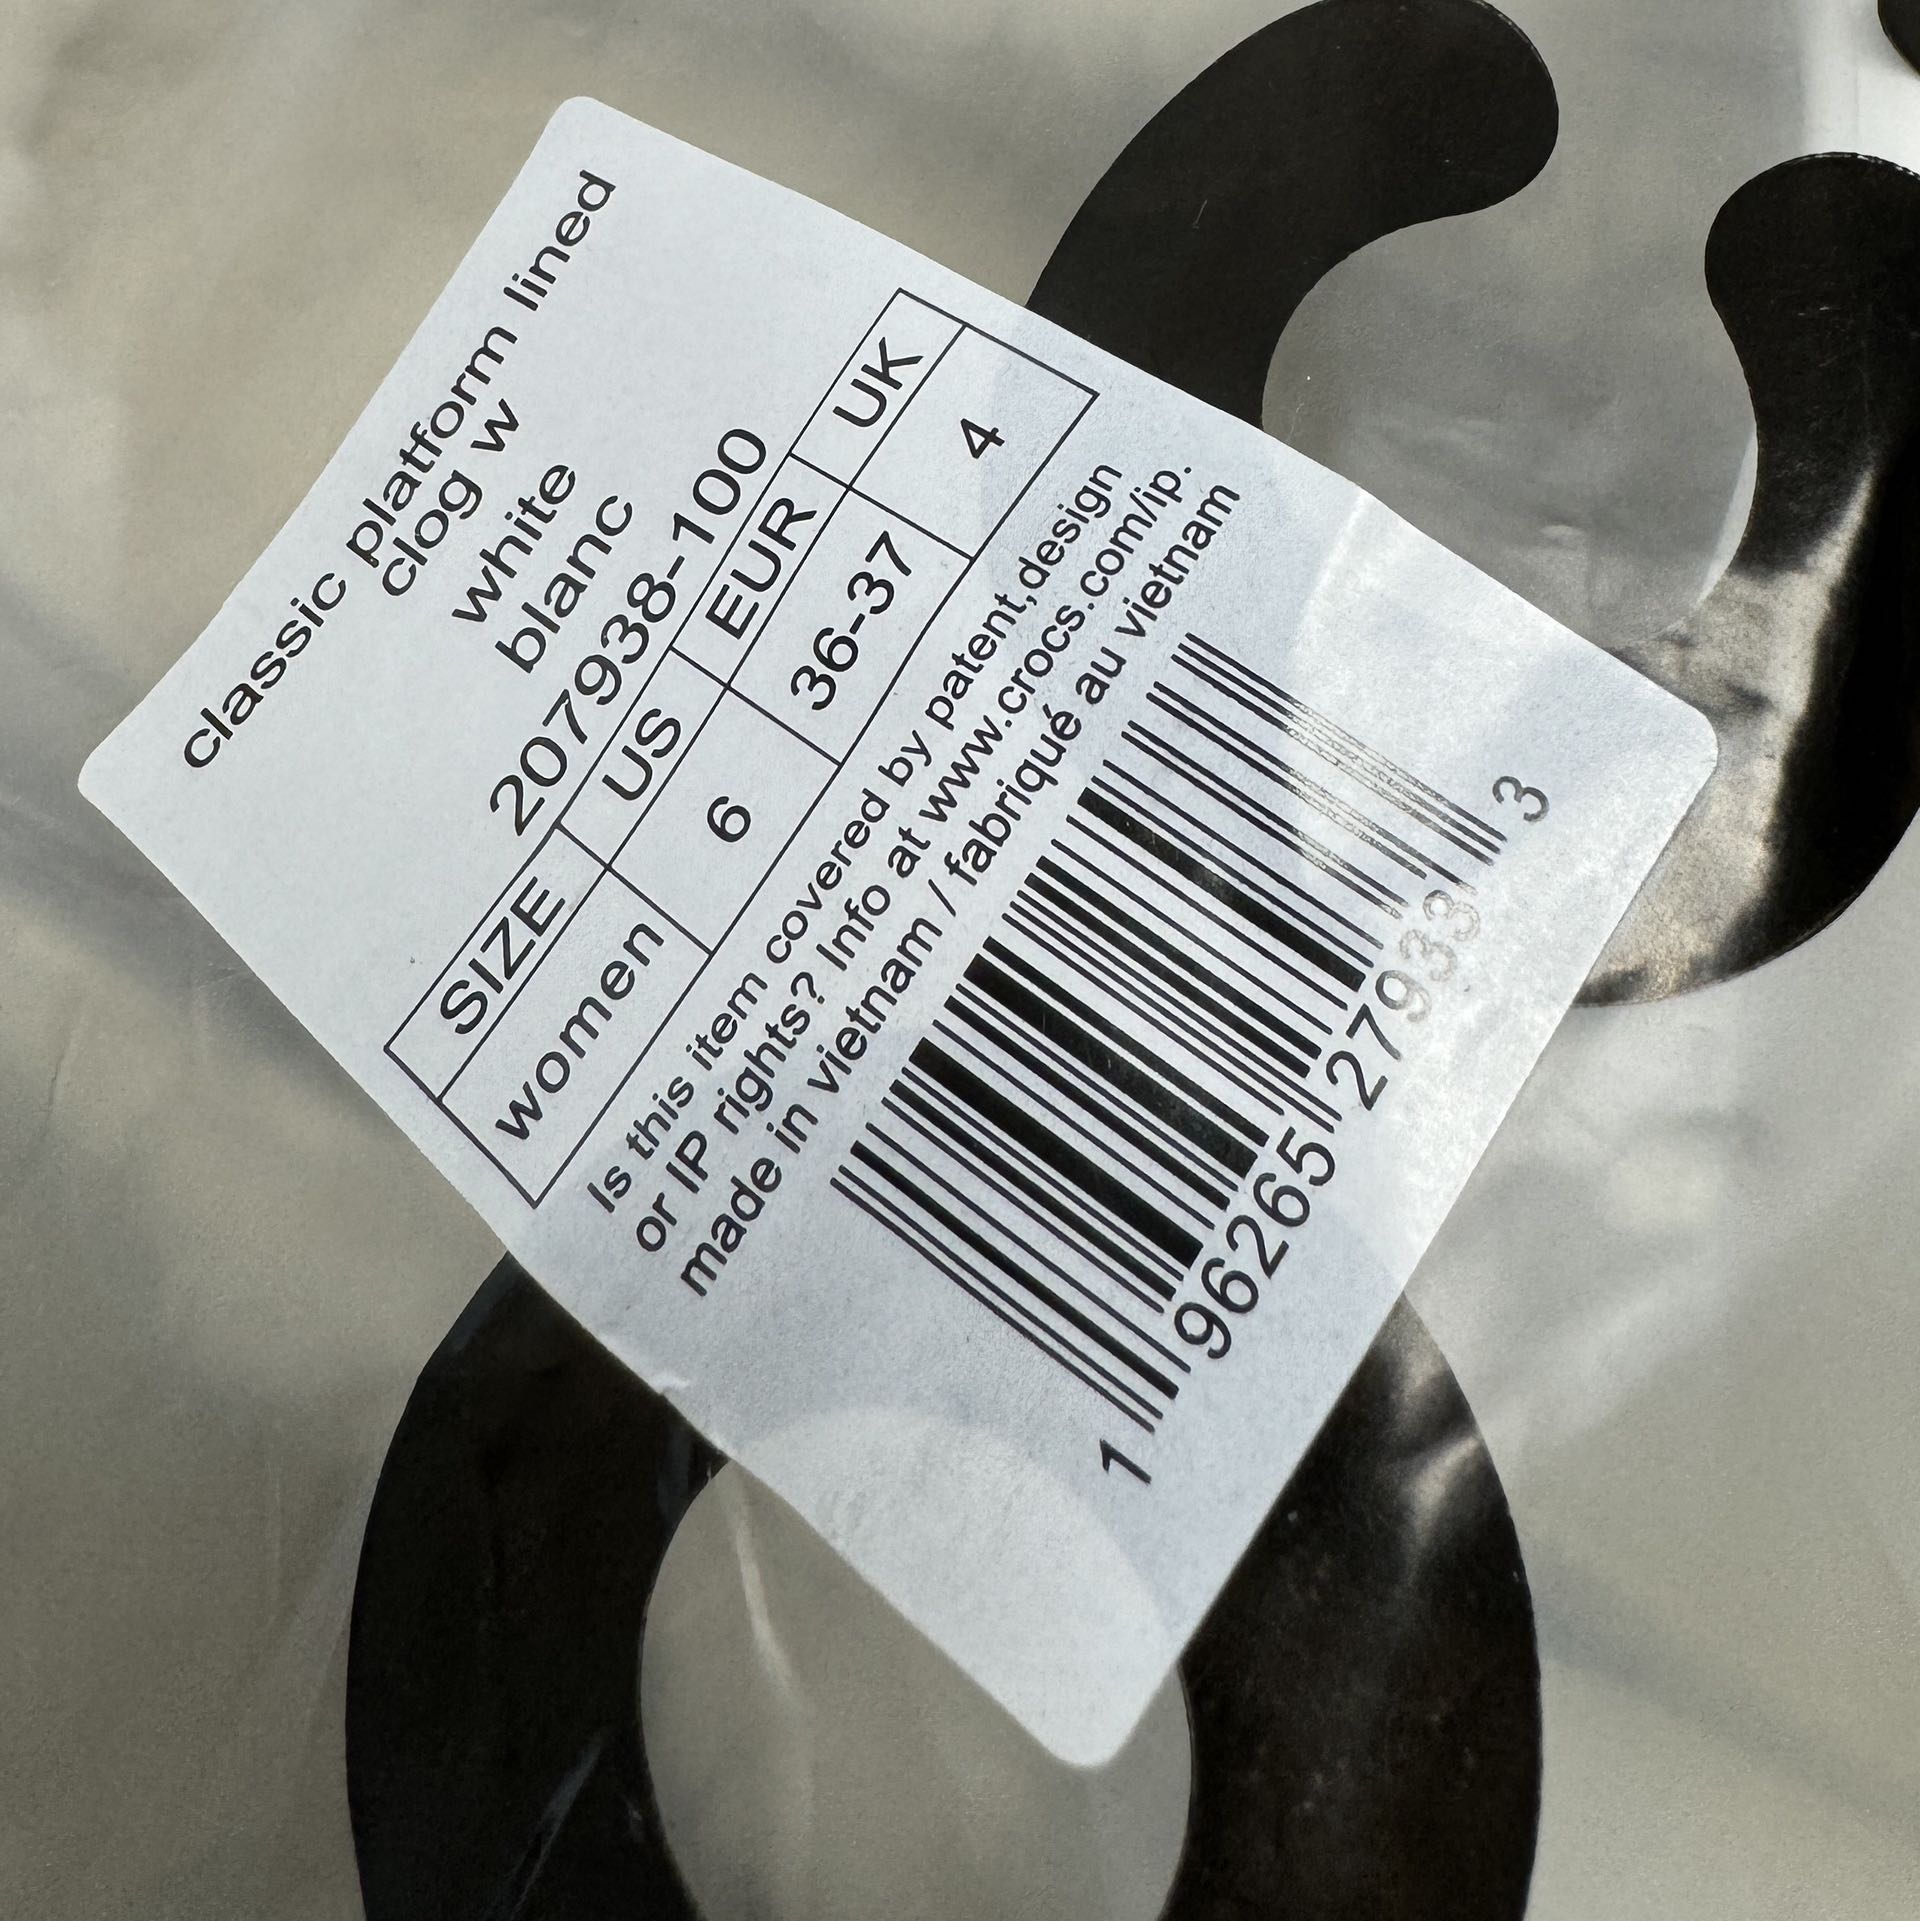 classic platform lined
clog w
white
blanc
207938-100
SIZE US EUR UK
women 6 36-37 4
Is this item covered by patent,design
or IP rights? Info at www.crocs.com/ip.
made in vietnam / fabriqué au vietnam
1 96265 27933 3